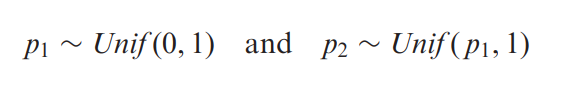 p₁ ~ Unif(0, 1) and p₂ ~ Unif(p₁, 1)